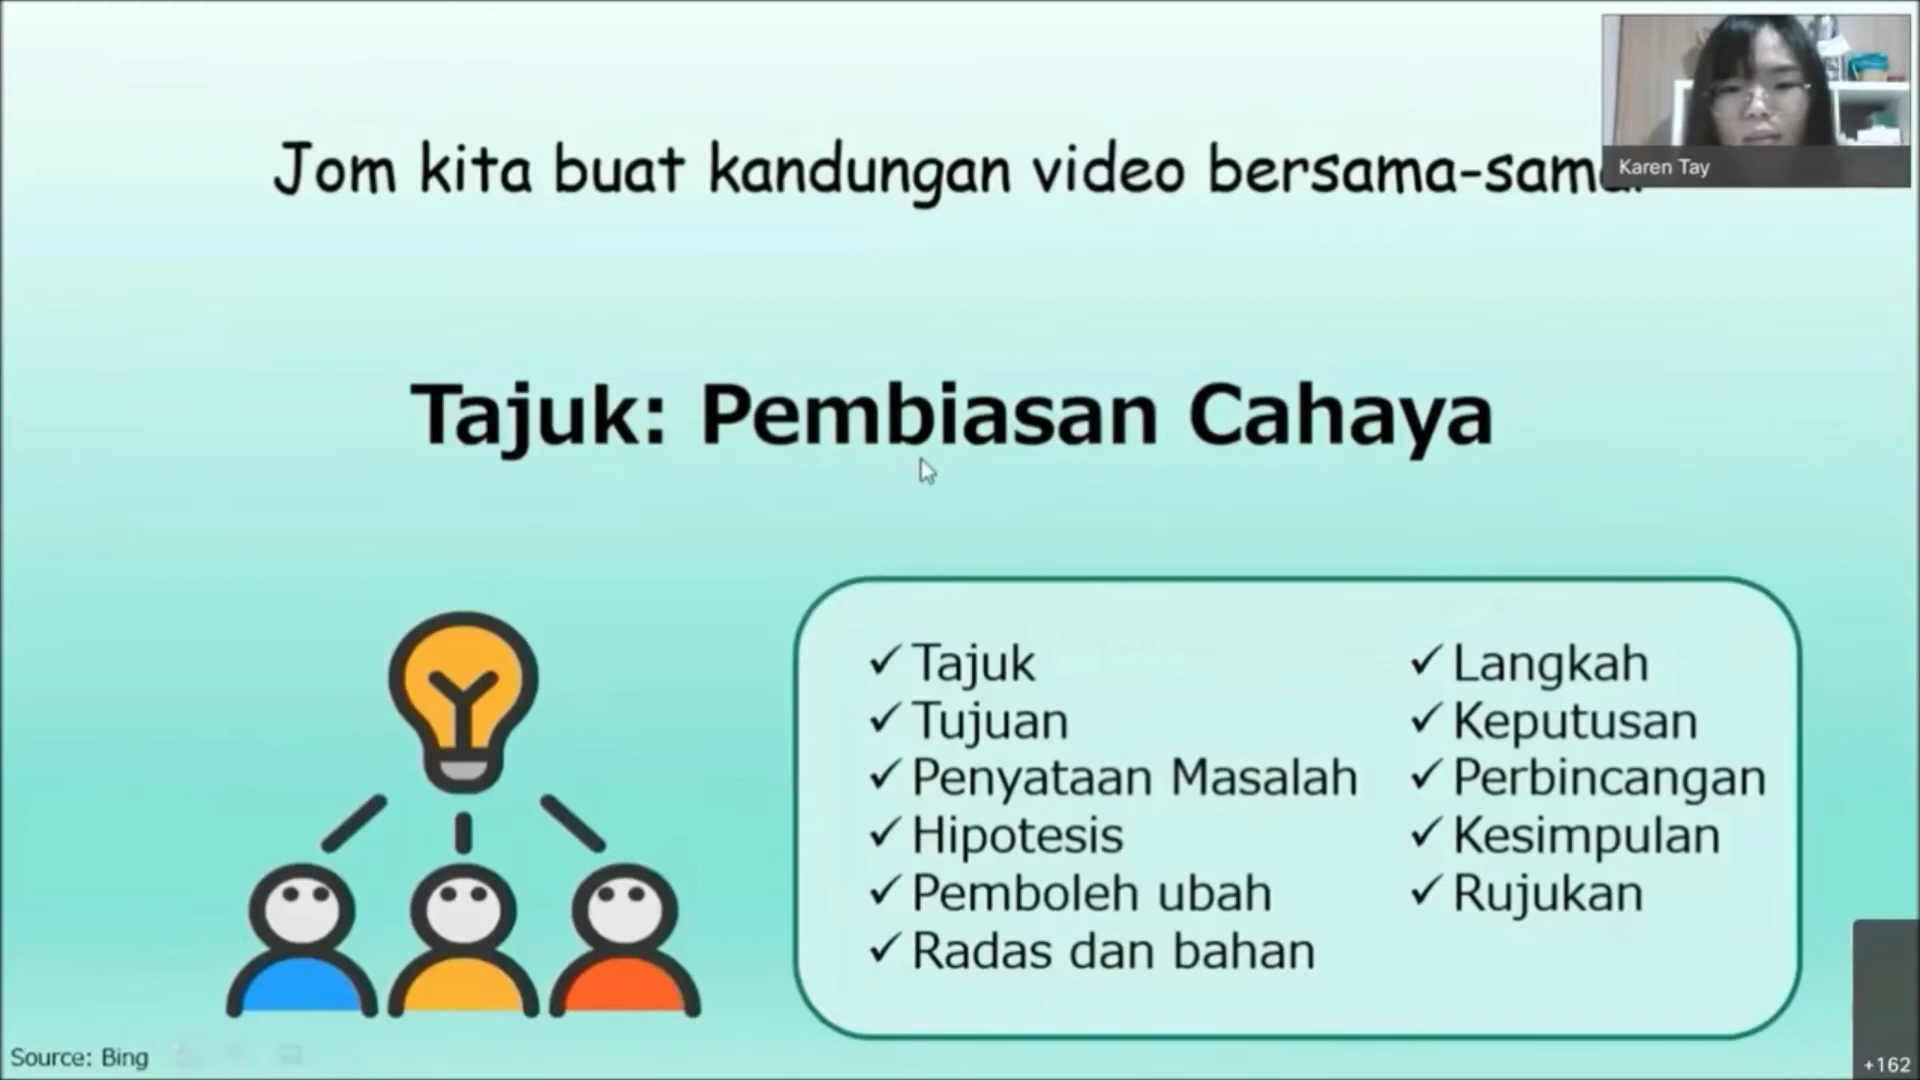 Jom kita buat kandungan video bersama-sama
Karen Tay
Tajuk: Pembiasan Cahaya
✓ Tajuk
✓ Tujuan
✓ Penyataan Masalah
✓ Hipotesis
✓ Pemboleh ubah
✓ Radas dan bahan
✓ Langkah
✓ Keputusan
✓ Perbincangan
✓ Kesimpulan
✓ Rujukan
Source: Bing
+162